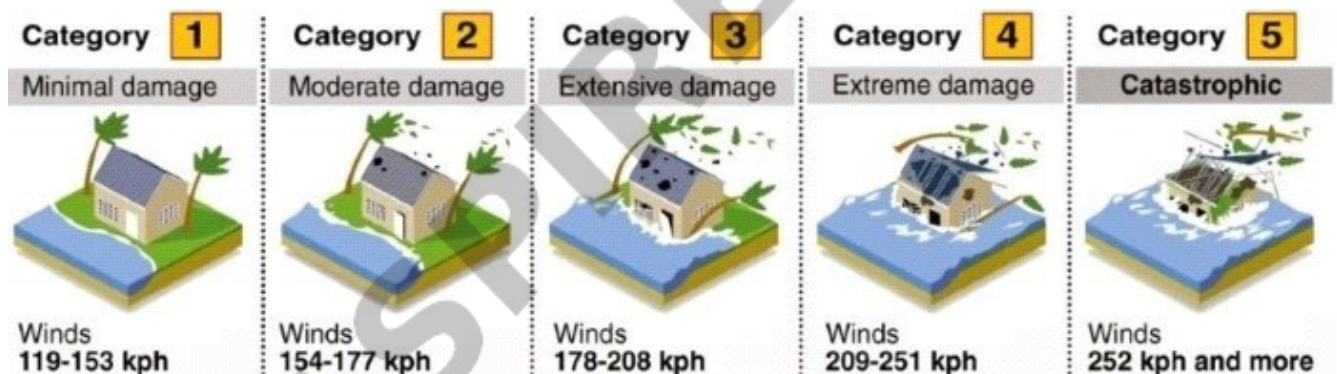 Category 1
Minimal damage
Winds
119-153 kph
Category 2
Moderate damage
Winds
154-177 kph
Category 3
Extensive damage
Winds
178-208 kph
Category 4
Extreme damage
Winds
209-251 kph
Category 5
Catastrophic
Winds
252 kph and more
SPIRE